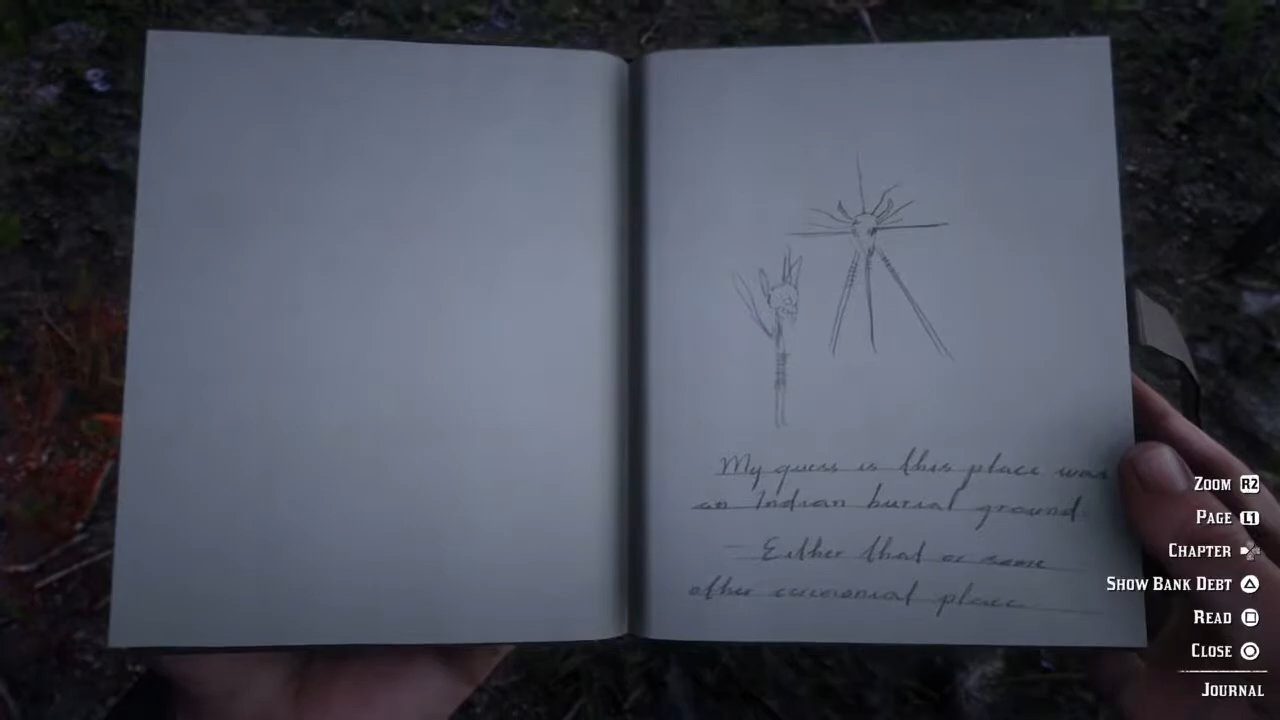 My guess is this place was
an Indian burial ground.
– Either that or some
other ceremonial place
ZOOM R2
PAGE L1
CHAPTER
SHOW BANK DEBT
READ
CLOSE
JOURNAL